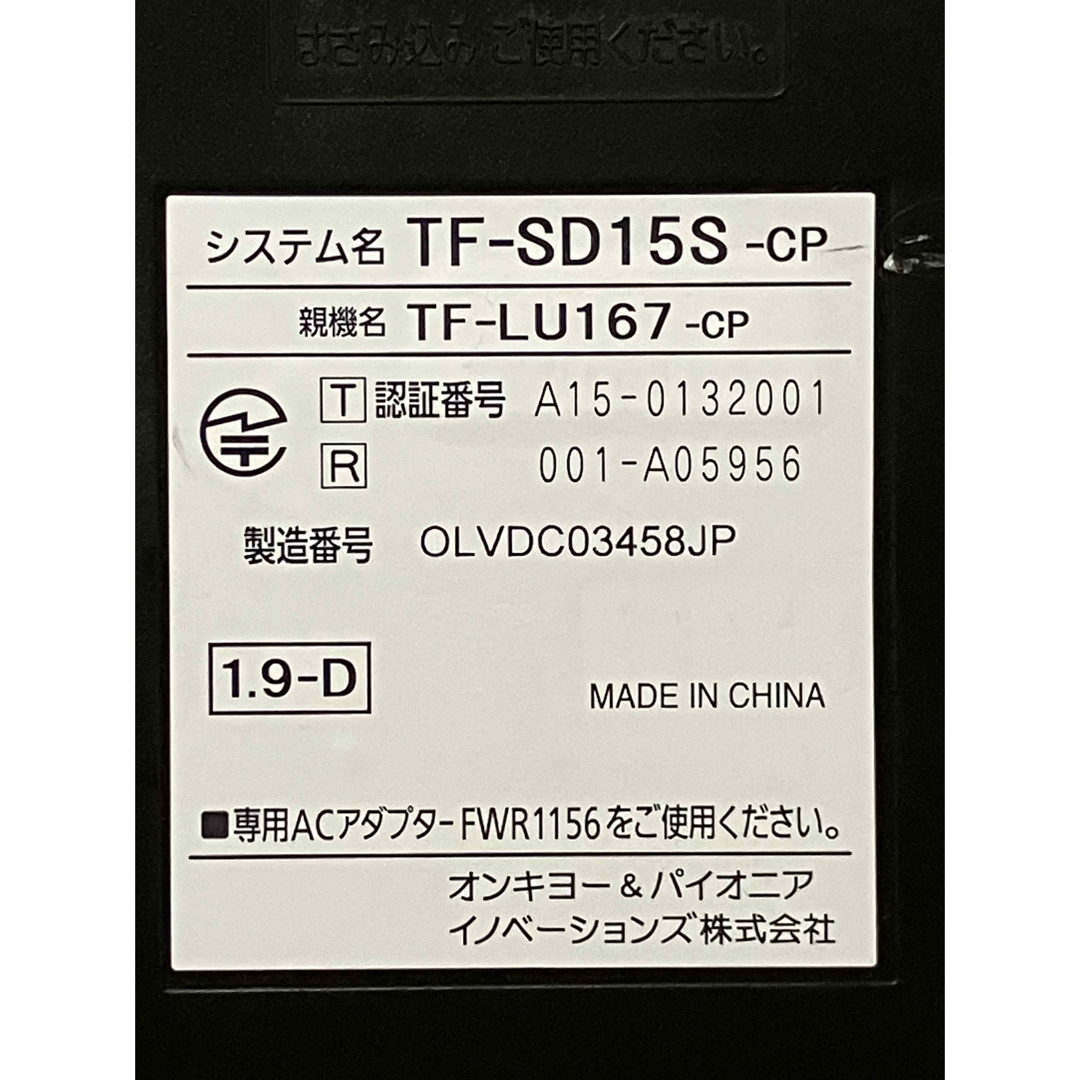 はさみ込みご使用ください。
システム名 TF-SD15S -CP
親機名 TF-LU167 -CP
T 認証番号 A15-0132001
R 001-A05956
製造番号 OLVDC03458JP
1.9-D
MADE IN CHINA
■専用ACアダプターFWR1156をご使用ください。
オンキヨー&パイオニア
イノベーションズ株式会社